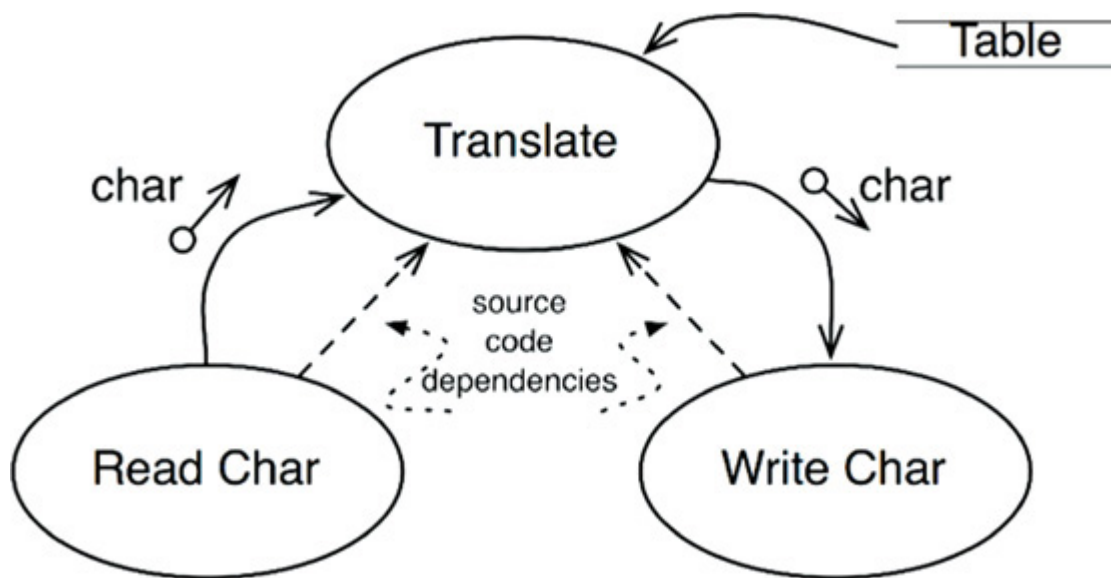 Table
Translate
char
char
source
code
dependencies
Read Char
Write Char